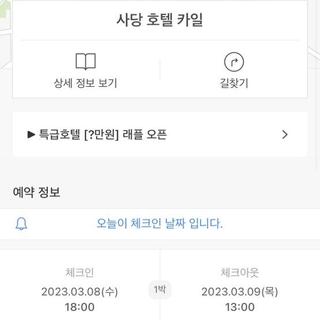 사당 호텔 카일
상세 정보 보기
길찾기
▶ 특급호텔 [?만원] 래플 오픈
예약 정보
오늘이 체크인 날짜 입니다.
체크인
2023.03.08(수)
18:00
1박
체크아웃
2023.03.09(목)
13:00